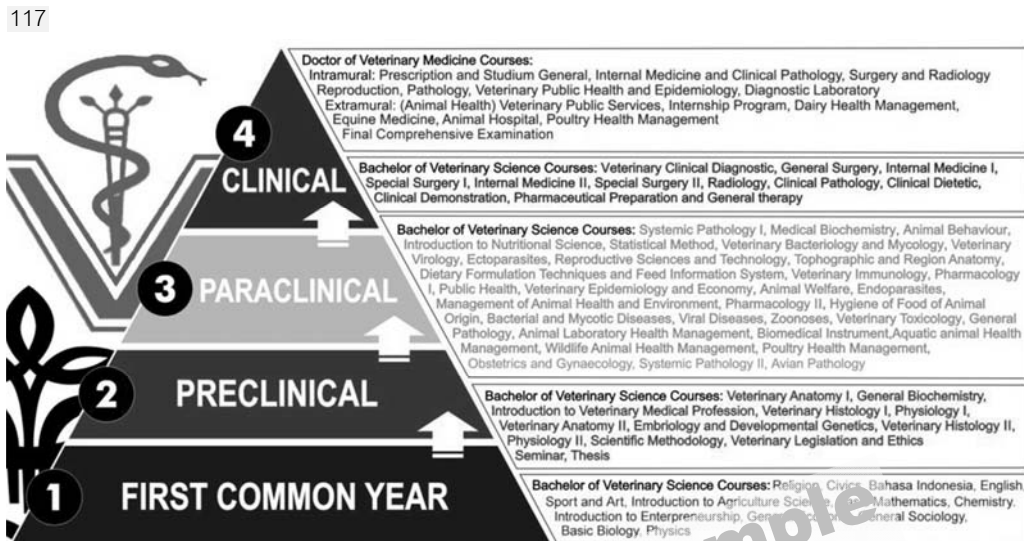 117
Doctor of Veterinary Medicine Courses:
Intramural: Prescription and Studium General, Internal Medicine and Clinical Pathology, Surgery and Radiology
Reproduction, Pathology, Veterinary Public Health and Epidemiology, Diagnostic Laboratory
Extramural: (Animal Health) Veterinary Public Services, Internship Program, Dairy Health Management,
Equine Medicine, Animal Hospital, Poultry Health Management
Final Comprehensive Examination
4
CLINICAL
Bachelor of Veterinary Science Courses: Veterinary Clinical Diagnostic, General Surgery, Internal Medicine I,
Special Surgery I, Internal Medicine II, Special Surgery II, Radiology, Clinical Pathology, Clinical Dietetic,
Clinical Demonstration, Pharmaceutical Preparation and General therapy
3
PARACLINICAL
Bachelor of Veterinary Science Courses: Systemic Pathology I, Medical Biochemistry, Animal Behaviour,
Introduction to Nutritional Science, Statistical Method, Veterinary Bacteriology and Mycology, Veterinary
Virology, Ectoparasites, Reproductive Sciences and Technology, Tophographic and Region Anatomy,
Dietary Formulation Techniques and Feed Information System, Veterinary Immunology, Pharmacology
I, Public Health, Veterinary Epidemiology and Economy, Animal Welfare, Endoparasites,
Management of Animal Health and Environment, Pharmacology II, Hygiene of Food of Animal
Origin, Bacterial and Mycotic Diseases, Viral Diseases, Zoonoses, Veterinary Toxicology, General
Pathology, Animal Laboratory Health Management, Biomedical Instrument,Aquatic animal Health
Management, Wildlife Animal Health Management, Poultry Health Management,
Obstetrics and Gynaecology, Systemic Pathology II, Avian Pathology
2
PRECLINICAL
Bachelor of Veterinary Science Courses: Veterinary Anatomy I, General Biochemistry,
Introduction to Veterinary Medical Profession, Veterinary Histology I, Physiology I,
Veterinary Anatomy II, Embriology and Developmental Genetics, Veterinary Histology II,
Physiology II, Scientific Methodology, Veterinary Legislation and Ethics
Seminar, Thesis
1
FIRST COMMON YEAR
Bachelor of Veterinary Science Courses: Religion, Civics, Bahasa Indonesia, English,
Sport and Art, Introduction to Agriculture Mathematics, Chemistry.
Introduction to Enterpreneurship, General Sociology,
Basic Biology, Physics